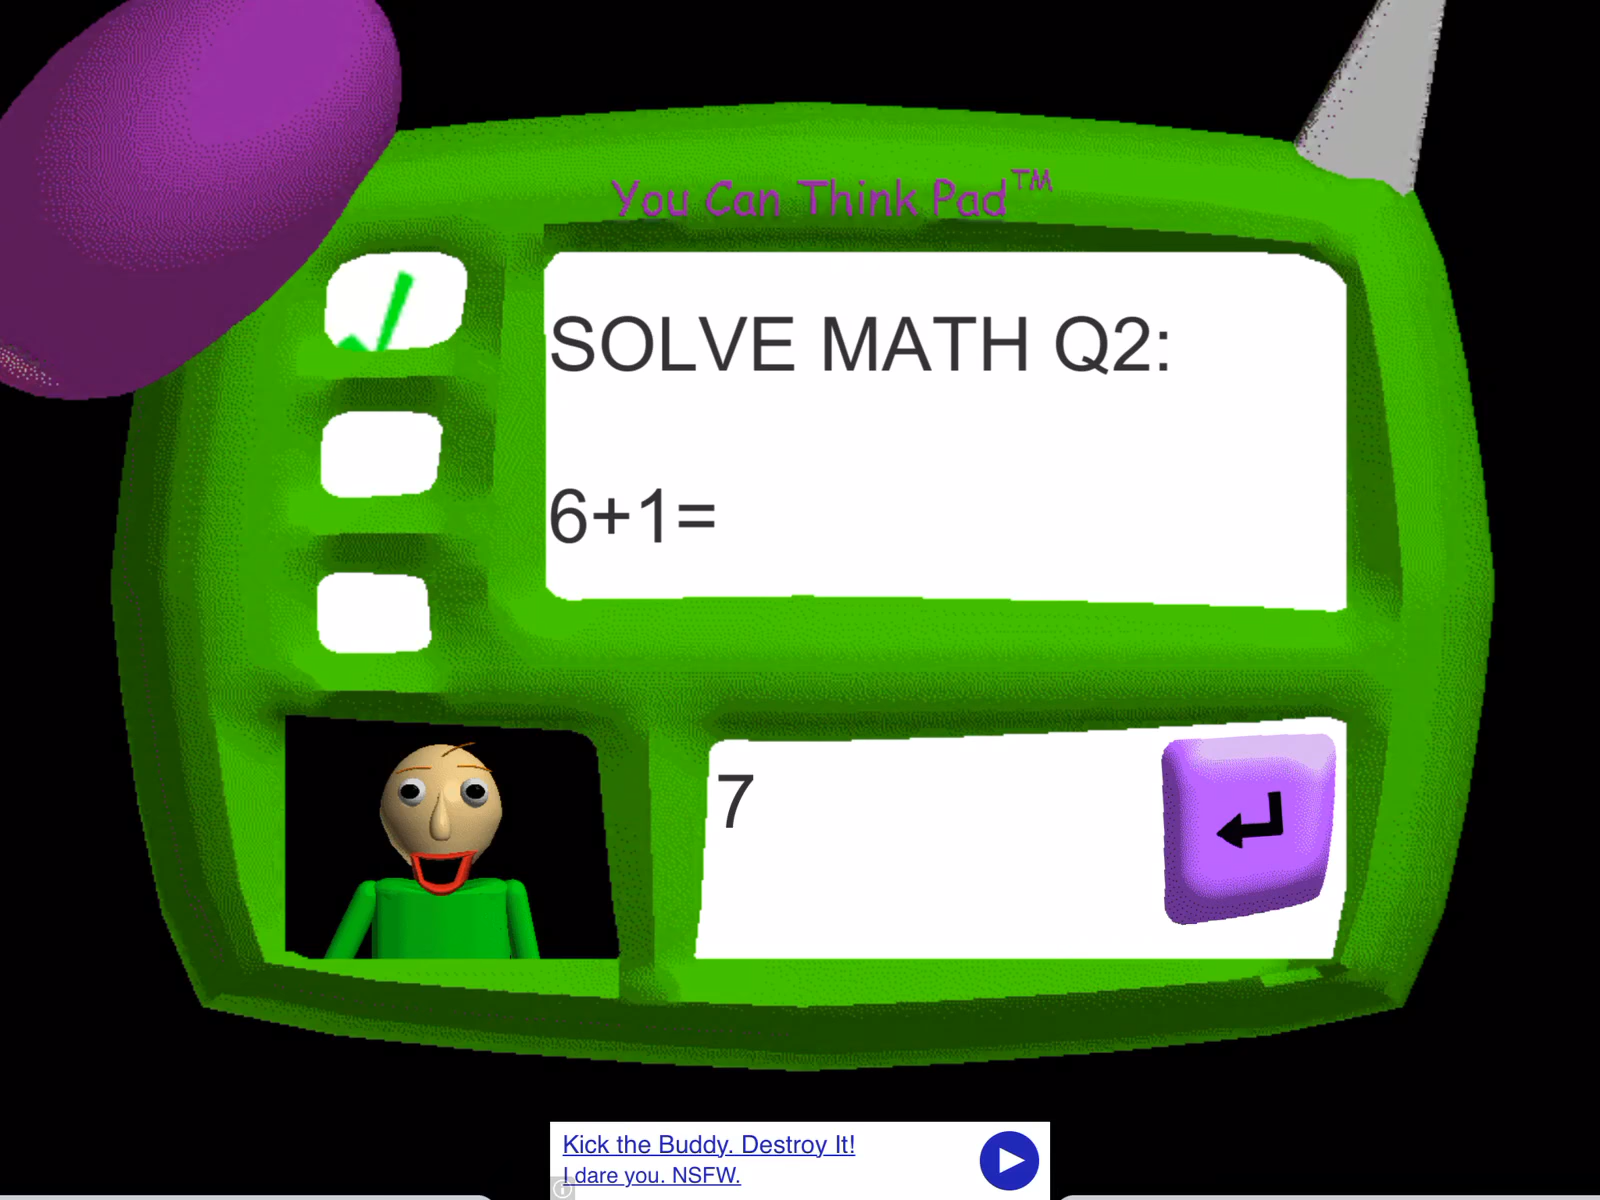 You Can Think Pad™
SOLVE MATH Q2:
6+1=
7
Kick the Buddy. Destroy It!
I dare you. NSFW.